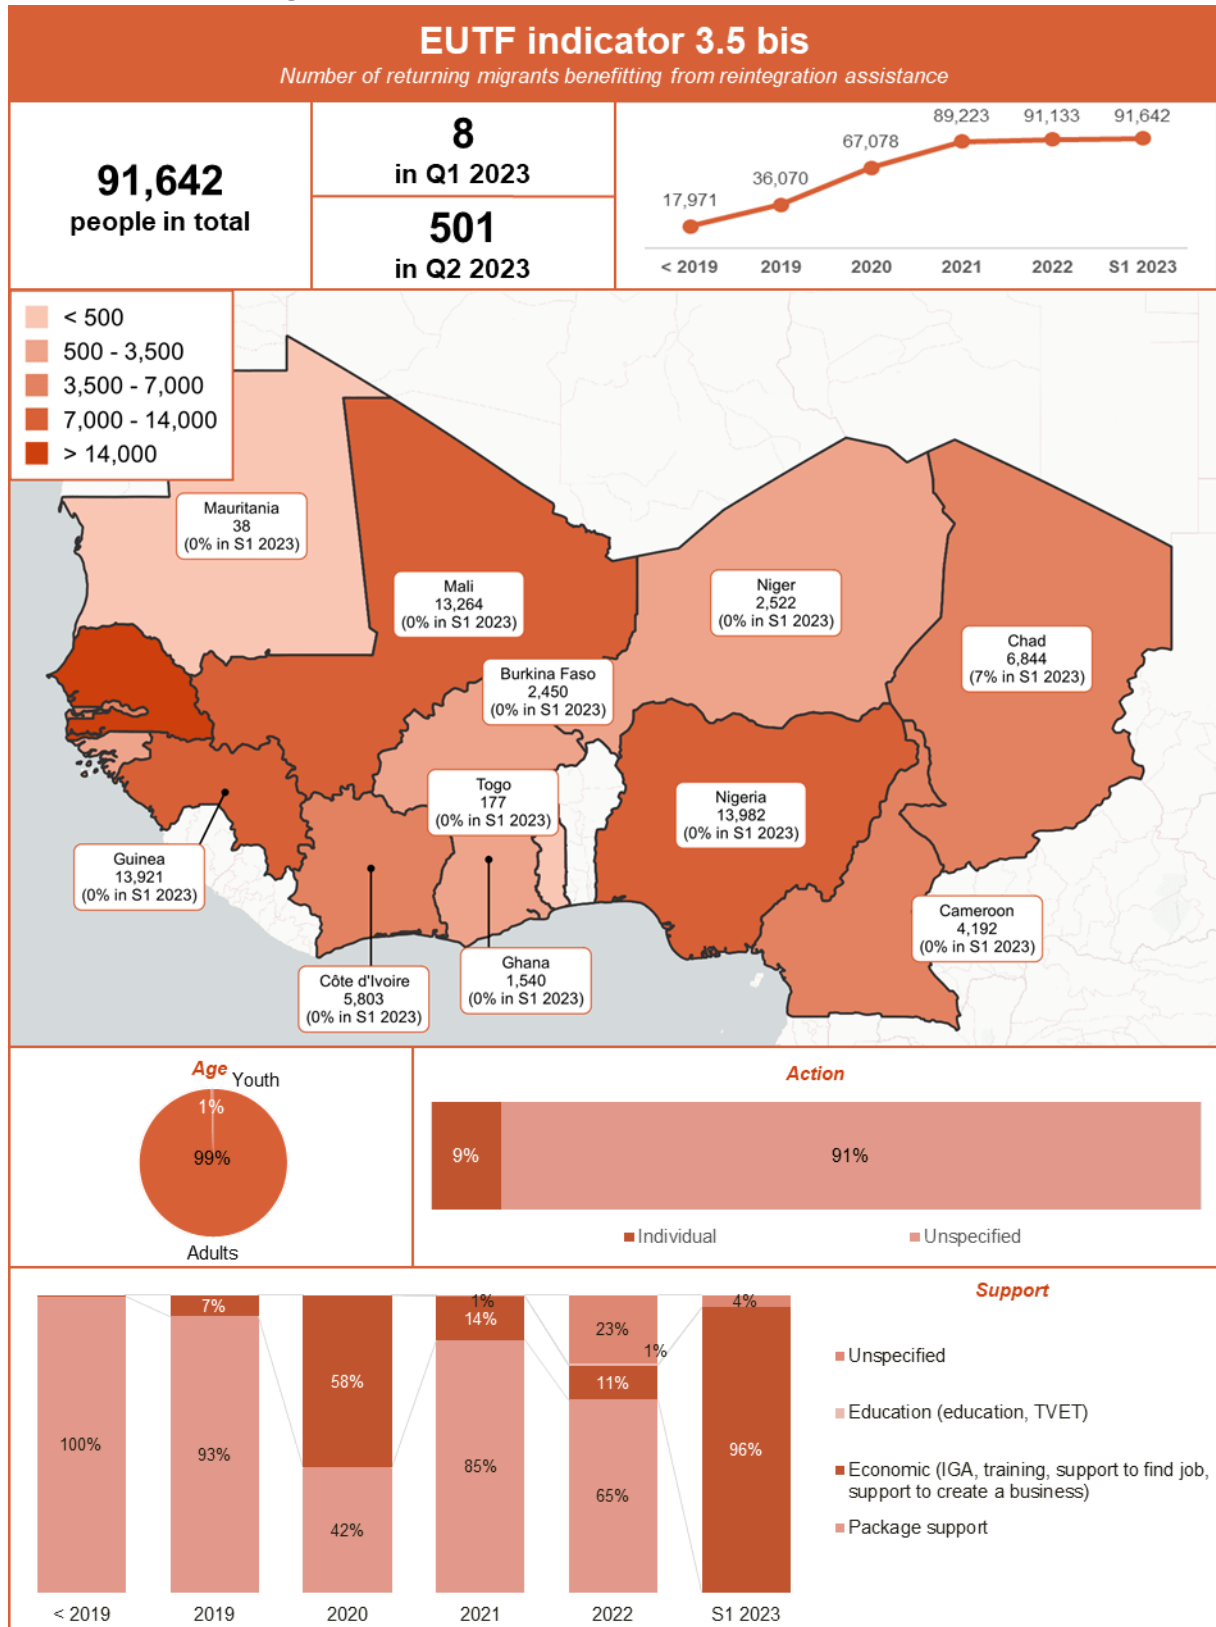 EUTF indicator 3.5 bis
Number of returning migrants benefitting from reintegration assistance
91,642
people in total
8
in Q1 2023
501
in Q2 2023
17,971
36,070
67,078
89,223
91,133
91,642
< 2019
2019
2020
2021
2022
S1 2023
< 500
500 - 3,500
3,500 - 7,000
7,000 - 14,000
> 14,000
Mauritania
38
(0% in S1 2023)
Mali
13,264
(0% in S1 2023)
Niger
2,522
(0% in S1 2023)
Chad
6,844
(7% in S1 2023)
Burkina Faso
2,450
(0% in S1 2023)
Togo
177
(0% in S1 2023)
Nigeria
13,982
(0% in S1 2023)
Guinea
13,921
(0% in S1 2023)
Cameroon
4,192
(0% in S1 2023)
Côte d'Ivoire
5,803
(0% in S1 2023)
Ghana
1,540
(0% in S1 2023)
Age
Youth
1%
99%
Adults
Action
9%
91%
Individual
Unspecified
Support
100%
7%
93%
58%
42%
1%
14%
85%
23%
1%
11%
65%
4%
96%
< 2019
2019
2020
2021
2022
S1 2023
Unspecified
Education (education, TVET)
Economic (IGA, training, support to find job,
support to create a business)
Package support